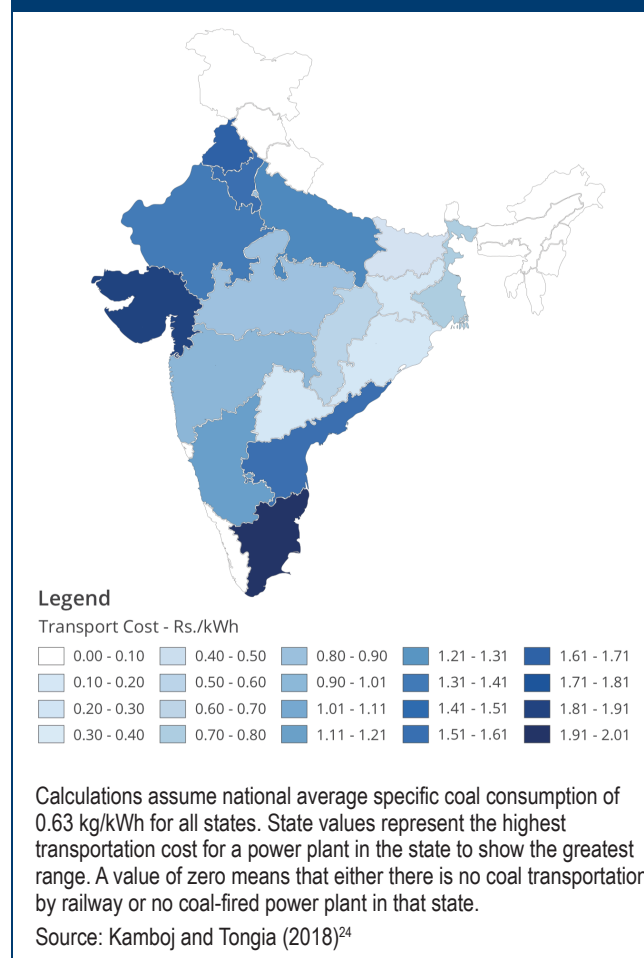 Legend
Transport Cost - Rs./kWh
0.00 - 0.10 0.40 - 0.50 0.80 - 0.90 1.21 - 1.31 1.61 - 1.71
0.10 - 0.20 0.50 - 0.60 0.90 - 1.01 1.31 - 1.41 1.71 - 1.81
0.20 - 0.30 0.60 - 0.70 1.01 - 1.11 1.41 - 1.51 1.81 - 1.91
0.30 - 0.40 0.70 - 0.80 1.11 - 1.21 1.51 - 1.61 1.91 - 2.01
Calculations assume national average specific coal consumption of
0.63 kg/kWh for all states. State values represent the highest
transportation cost for a power plant in the state to show the greatest
range. A value of zero means that either there is no coal transportation
by railway or no coal-fired power plant in that state.
Source: Kamboj and Tongia (2018)²⁴